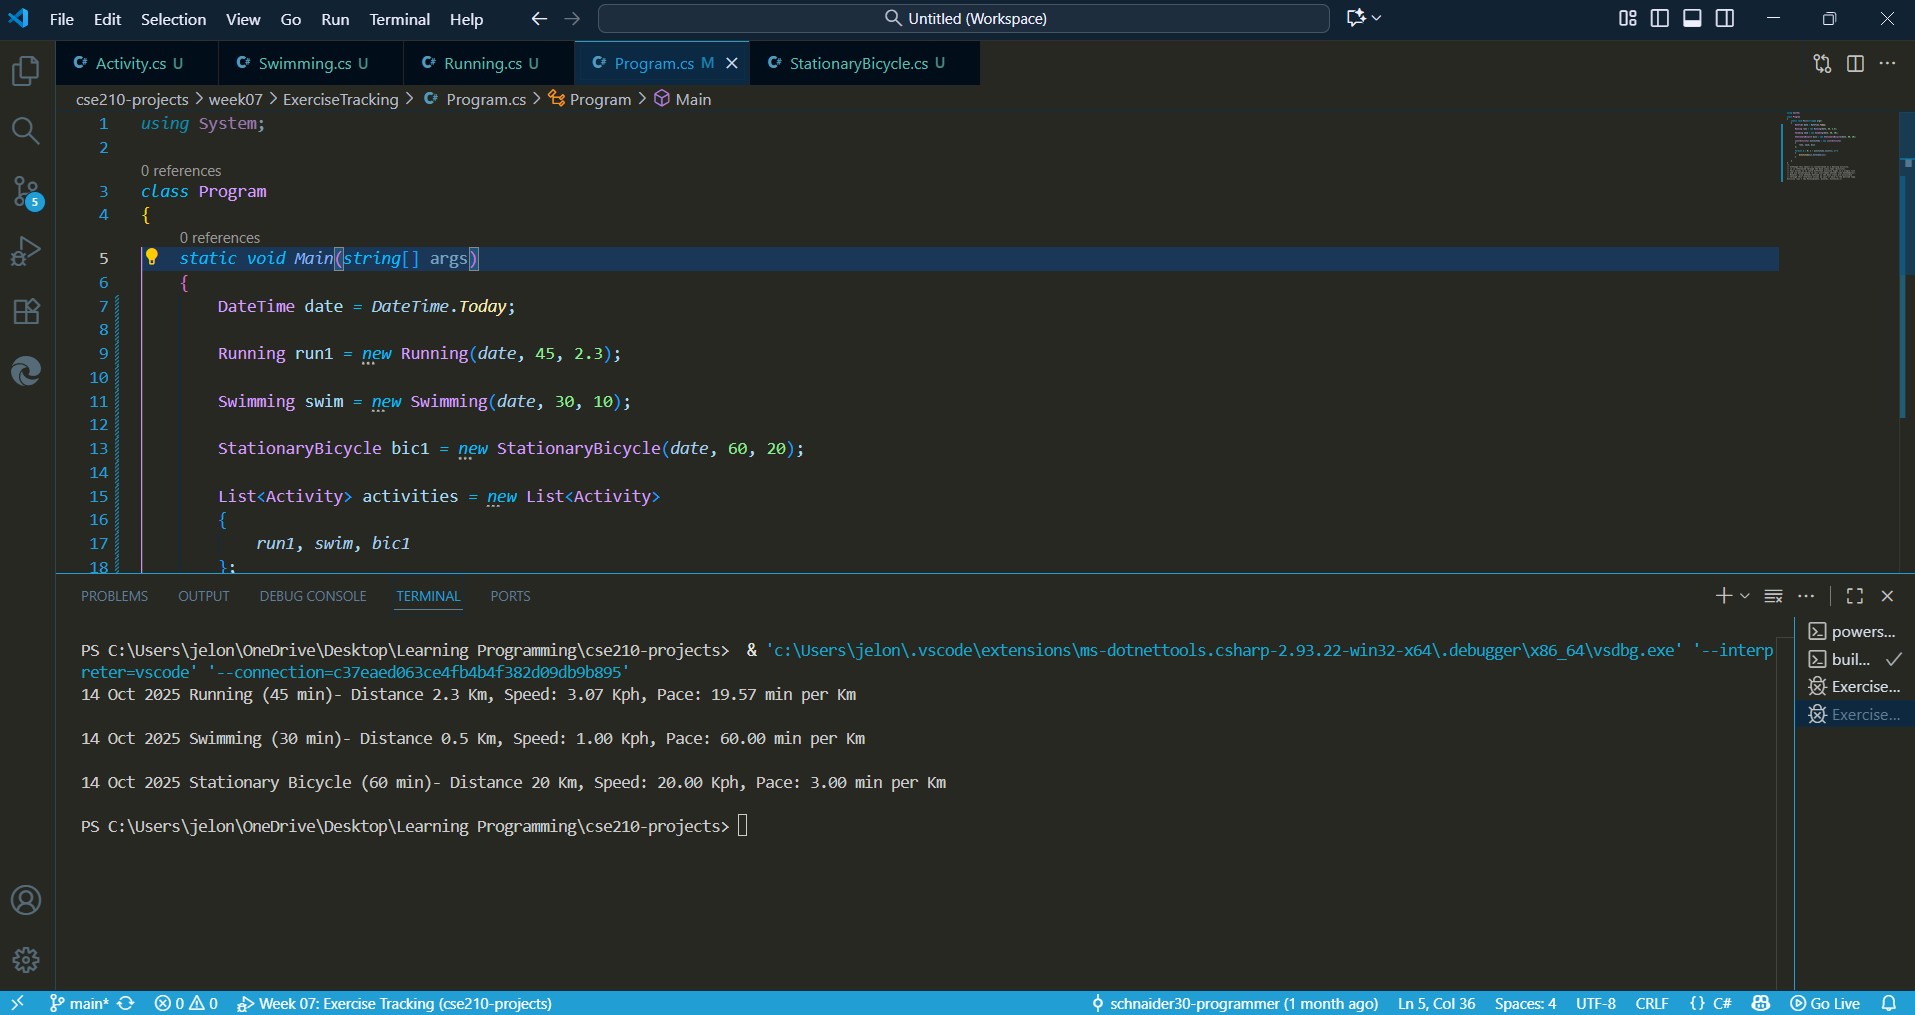 File Edit Selection View Go Run Terminal Help Untitled (Workspace)
Activity.cs U Swimming.cs U Running.cs U Program.cs M StationaryBicycle.cs U
cse210-projects > week07 > ExerciseTracking > Program.cs > Program > Main
1 using System;
2
0 references
3 class Program
4 {
0 references
5 static void Main(string[] args)
6 {
7 DateTime date = DateTime.Today;
8
9 Running run1 = new Running(date, 45, 2.3);
10
11 Swimming swim = new Swimming(date, 30, 10);
12
13 StationaryBicycle bic1 = new StationaryBicycle(date, 60, 20);
14
15 List<Activity> activities = new List<Activity>
16 {
17 run1, swim, bic1
18 };
PROBLEMS OUTPUT DEBUG CONSOLE TERMINAL PORTS
PS C:\Users\jelon\OneDrive\Desktop\Learning Programming\cse210-projects> & 'c:\Users\jelon\.vscode\extensions\ms-dotnettools.csharp-2.93.22-win32-x64\.debugger\x86_64\vsdbg.exe' '--interp
reter=vscode' '--connection=c37eaed063ce4fb4b4f382d09db9b895'
14 Oct 2025 Running (45 min)- Distance 2.3 Km, Speed: 3.07 Kph, Pace: 19.57 min per Km
14 Oct 2025 Swimming (30 min)- Distance 0.5 Km, Speed: 1.00 Kph, Pace: 60.00 min per Km
14 Oct 2025 Stationary Bicycle (60 min)- Distance 20 Km, Speed: 20.00 Kph, Pace: 3.00 min per Km
PS C:\Users\jelon\OneDrive\Desktop\Learning Programming\cse210-projects>
powers...
buil...
Exercise...
Exercise...
5
main* 0 0 Week 07: Exercise Tracking (cse210-projects) schnaider30-programmer (1 month ago) Ln 5, Col 36 Spaces: 4 UTF-8 CRLF {} C# Go Live